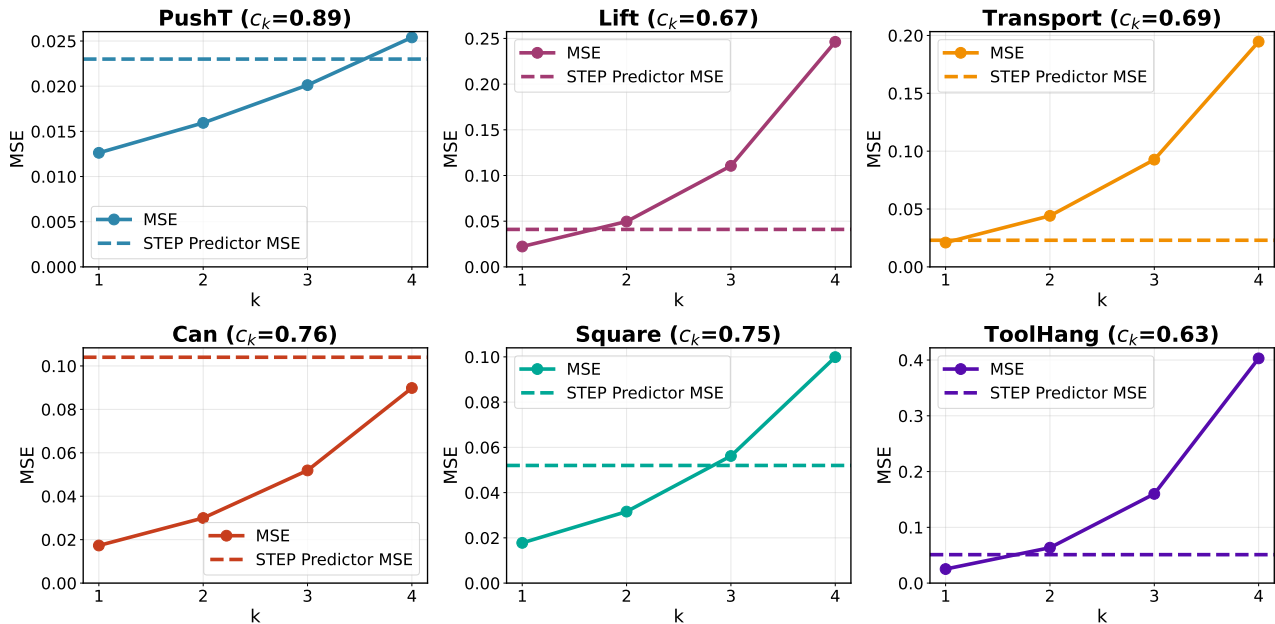 PushT (c_k=0.89)
MSE
0.025
0.020
0.015
0.010
0.005
0.000
MSE
STEP Predictor MSE
1 2 3 4
k
Lift (c_k=0.67)
MSE
0.25
0.20
0.15
0.10
0.05
0.00
MSE
STEP Predictor MSE
1 2 3 4
k
Transport (c_k=0.69)
MSE
0.20
0.15
0.10
0.05
0.00
MSE
STEP Predictor MSE
1 2 3 4
k
Can (c_k=0.76)
MSE
0.10
0.08
0.06
0.04
0.02
0.00
MSE
STEP Predictor MSE
1 2 3 4
k
Square (c_k=0.75)
MSE
0.10
0.08
0.06
0.04
0.02
0.00
MSE
STEP Predictor MSE
1 2 3 4
k
ToolHang (c_k=0.63)
MSE
0.4
0.3
0.2
0.1
0.0
MSE
STEP Predictor MSE
1 2 3 4
k